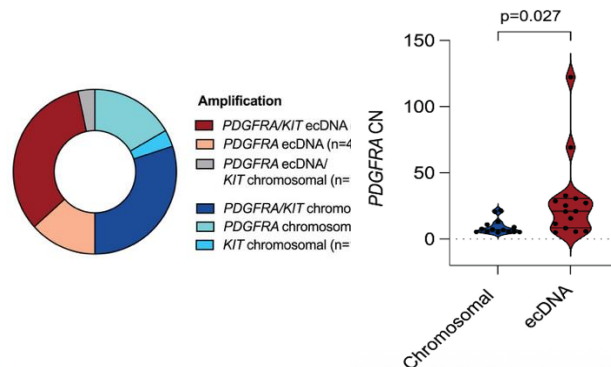 Amplification
PDGFRA/KIT ecDNA
PDGFRA ecDNA (n=4
PDGFRA ecDNA/
KIT chromosomal (n=
PDGFRA/KIT chromo
PDGFRA chromosom
KIT chromosomal (n=
p=0.027
150
100
50
0
PDGFRA CN
Chromosomal
ecDNA